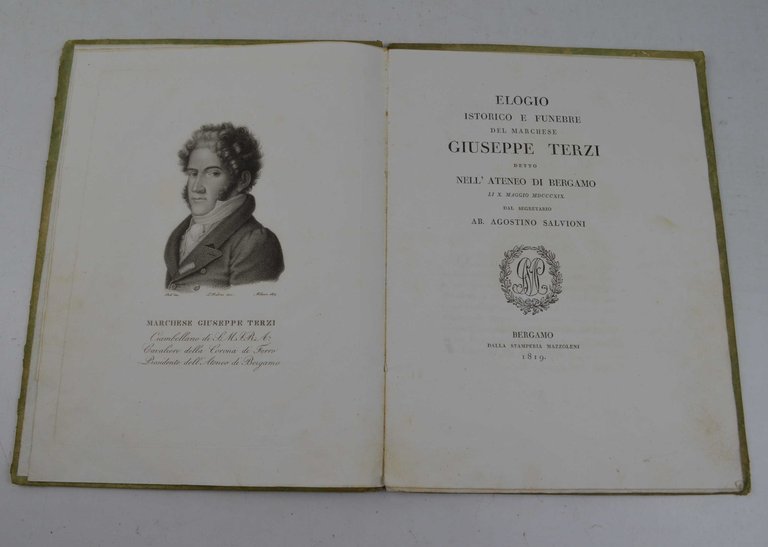 MARCHESE GIUSEPPE TERZI
Ciambellano di S.M.I.R.A.
Cavaliere della Corona di Ferro
Presidente dell'Ateneo di Bergamo
ELOGIO
ISTORICO E FUNEBRE
DEL MARCHESE
GIUSEPPE TERZI
DETTO
NELL' ATENEO DI BERGAMO
LI X. MAGGIO MDCCCXIX.
DAL SEGRETARIO
AB. AGOSTINO SALVIONI
BERGAMO
DALLA STAMPERIA MAZZOLENI
1819.